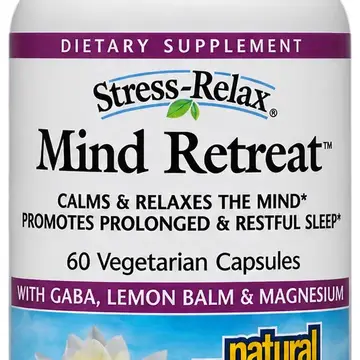 DIETARY SUPPLEMENT
Stress-Relax®
Mind Retreat™
CALMS & RELAXES THE MIND*
PROMOTES PROLONGED & RESTFUL SLEEP*
60 Vegetarian Capsules
WITH GABA, LEMON BALM & MAGNESIUM
natural